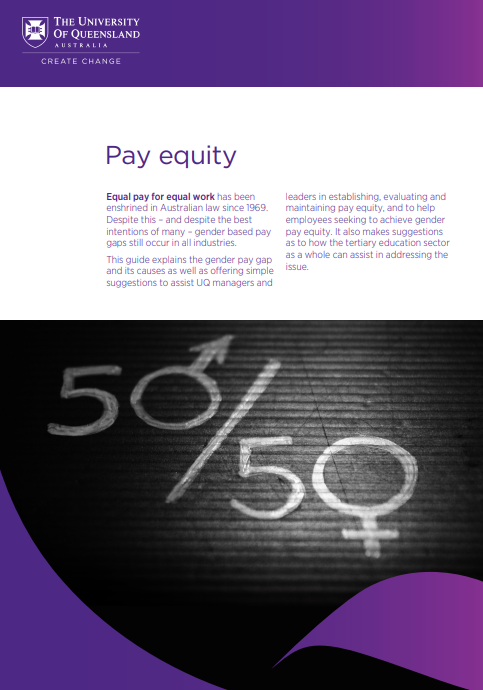 THE UNIVERSITY
OF QUEENSLAND
AUSTRALIA
CREATE CHANGE
Pay equity
Equal pay for equal work has been
enshrined in Australian law since 1969.
Despite this – and despite the best
intentions of many – gender based pay
gaps still occur in all industries.
This guide explains the gender pay gap
and its causes as well as offering simple
suggestions to assist UQ managers and
leaders in establishing, evaluating and
maintaining pay equity, and to help
employees seeking to achieve gender
pay equity. It also makes suggestions
as to how the tertiary education sector
as a whole can assist in addressing the
issue.
50/50